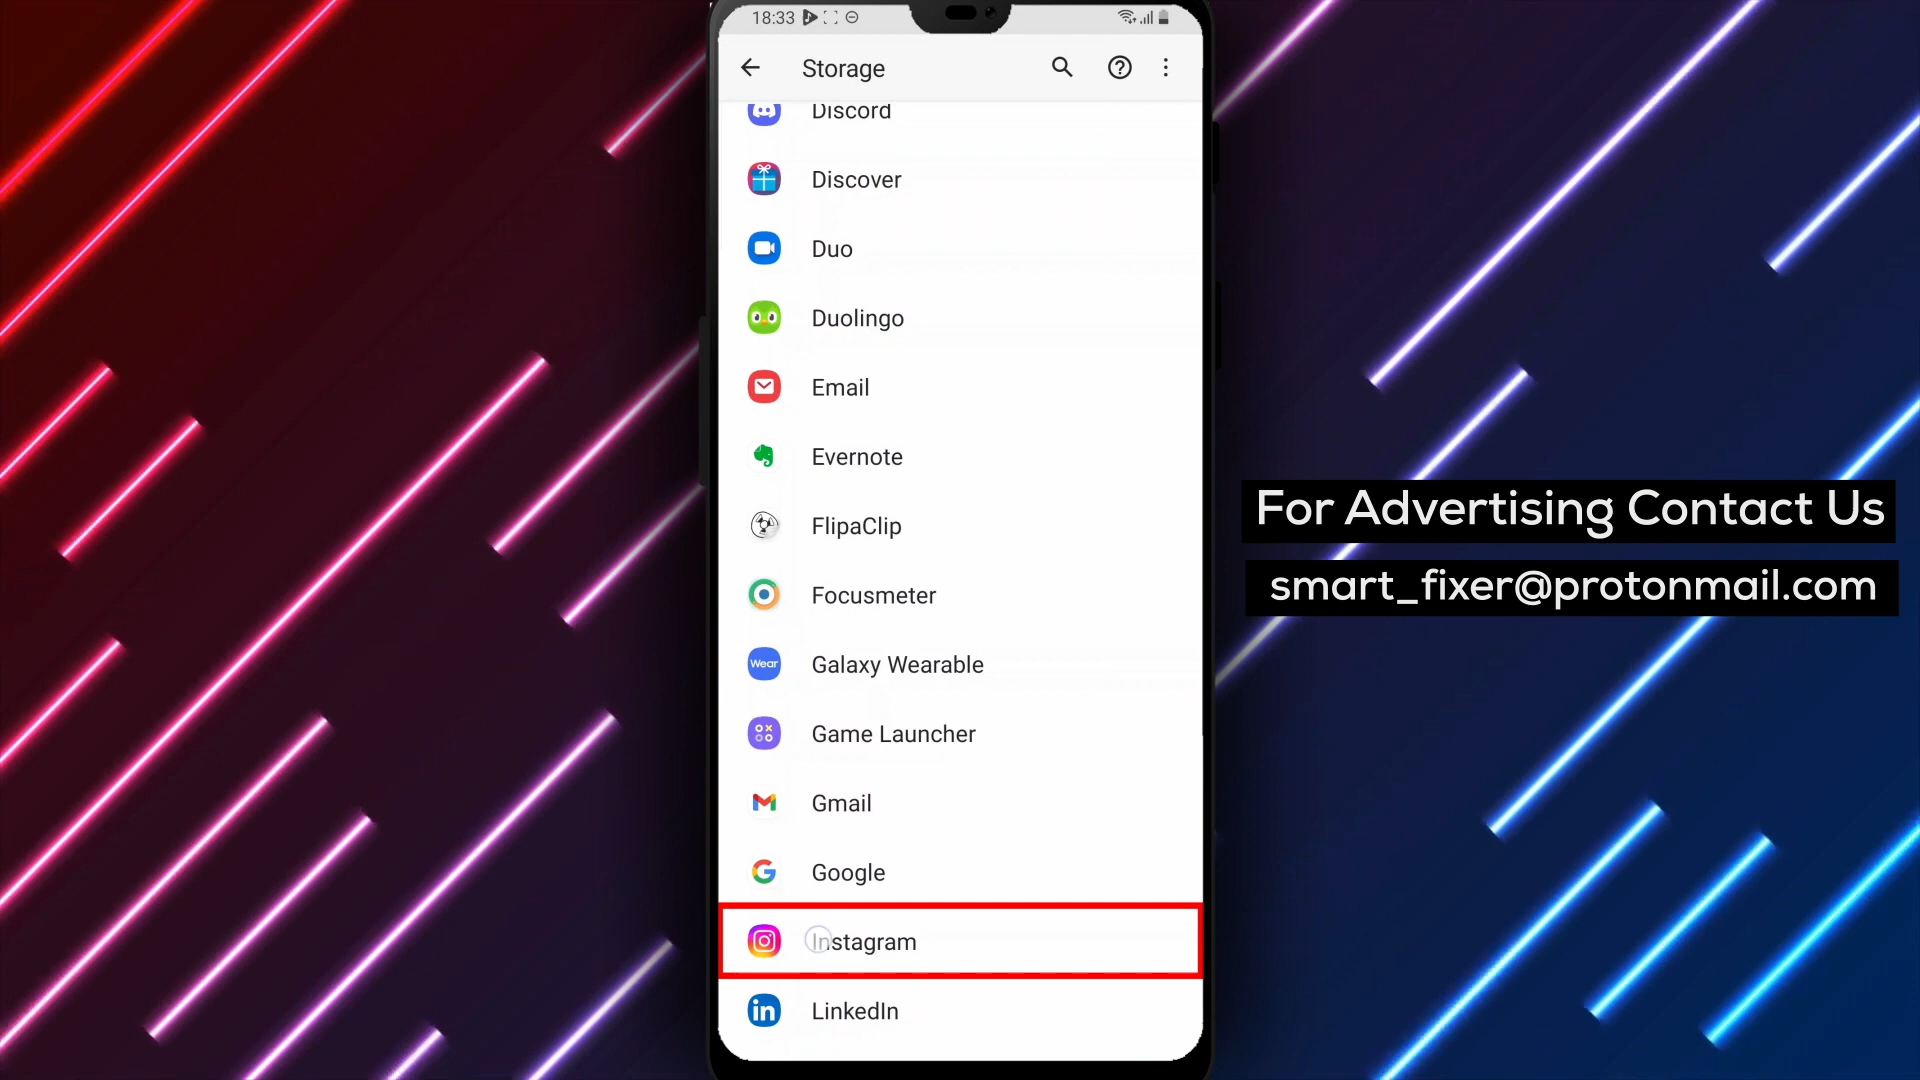 18:33
Storage
Discord
Discover
Duo
Duolingo
Email
Evernote
FlipaClip
Focusmeter
Wear
Galaxy Wearable
Game Launcher
Gmail
Google
Instagram
in
LinkedIn
For Advertising Contact Us
smart_fixer@protonmail.com